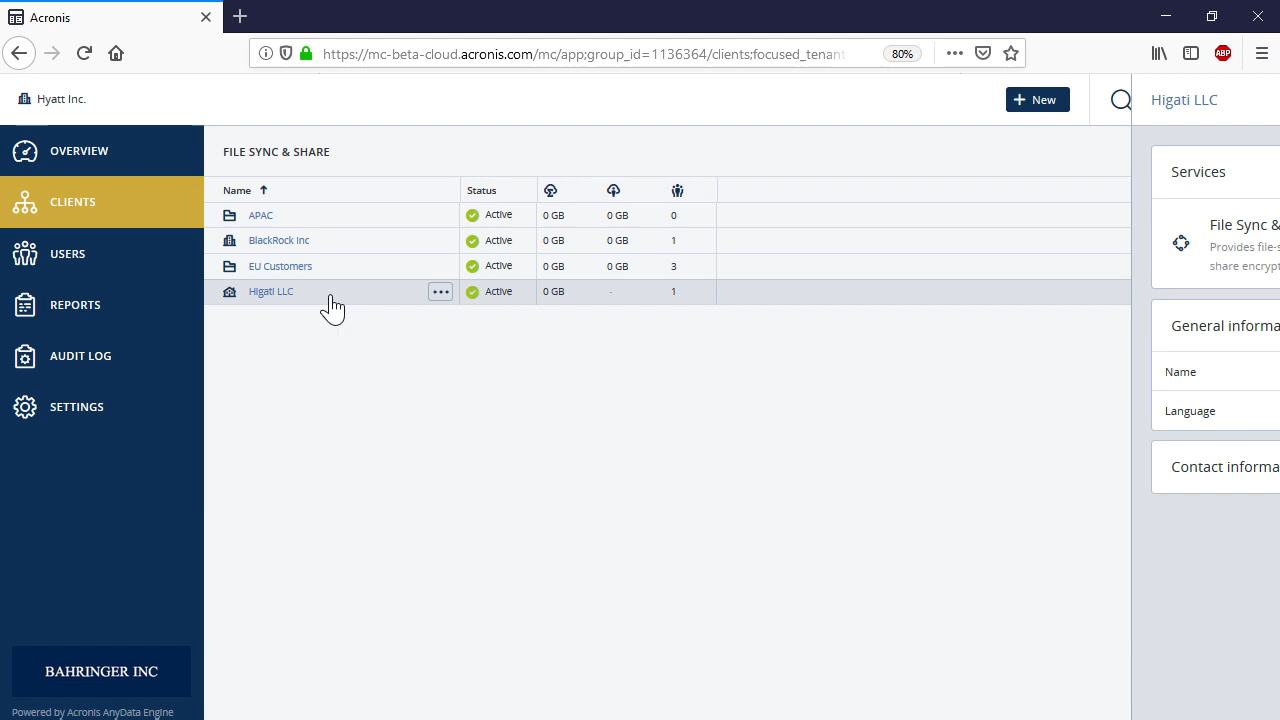 Acronis
https://mc-beta-cloud.acronis.com/mc/app;group_id=1136364/clients;focused_tenant
80%
ABP
Hyatt Inc.
New
Higati LLC
OVERVIEW
CLIENTS
USERS
REPORTS
AUDIT LOG
SETTINGS
BAHRINGER INC
Powered by Acronis AnyData Engine
FILE SYNC & SHARE
Name Status
APAC Active 0 GB 0 GB 0
BlackRock Inc Active 0 GB 0 GB 1
EU Customers Active 0 GB 0 GB 3
Higati LLC Active 0 GB - 1
Services
File Sync &
Provides file-s
share encrypt
General informa
Name
Language
Contact informa